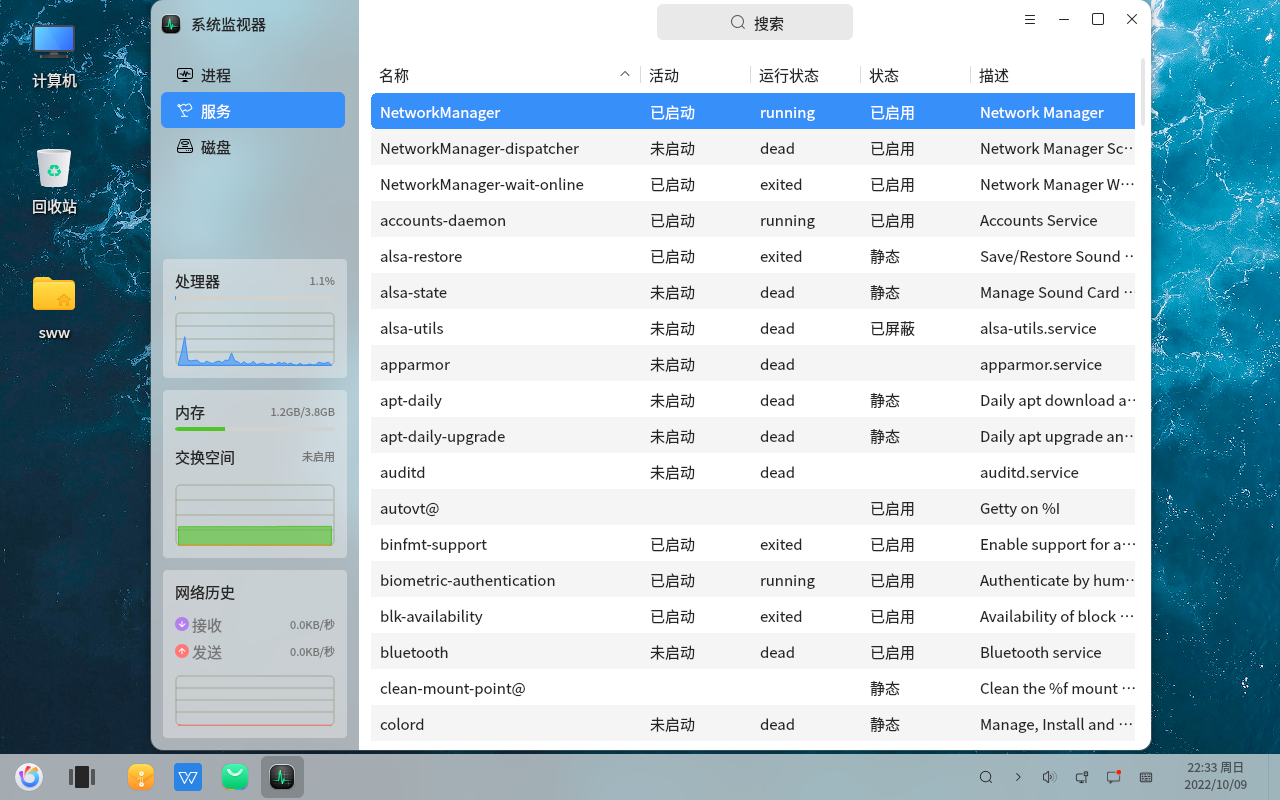 计算机
回收站
sww
系统监视器
进程
服务
磁盘
处理器 1.1%
内存 1.2GB/3.8GB
交换空间 未启用
网络历史
接收 0.0KB/秒
发送 0.0KB/秒
搜索
名称 活动 运行状态 状态 描述
NetworkManager 已启动 running 已启用 Network Manager
NetworkManager-dispatcher 未启动 dead 已启用 Network Manager Sc…
NetworkManager-wait-online 已启动 exited 已启用 Network Manager W…
accounts-daemon 已启动 running 已启用 Accounts Service
alsa-restore 已启动 exited 静态 Save/Restore Sound …
alsa-state 未启动 dead 静态 Manage Sound Card …
alsa-utils 未启动 dead 已屏蔽 alsa-utils.service
apparmor 未启动 dead apparmor.service
apt-daily 未启动 dead 静态 Daily apt download a…
apt-daily-upgrade 未启动 dead 静态 Daily apt upgrade an…
auditd 未启动 dead auditd.service
autovt@ 已启用 Getty on %I
binfmt-support 已启动 exited 已启用 Enable support for a…
biometric-authentication 已启动 running 已启用 Authenticate by hum…
blk-availability 已启动 exited 已启用 Availability of block …
bluetooth 未启动 dead 已启用 Bluetooth service
clean-mount-point@ 静态 Clean the %f mount …
colord 未启动 dead 静态 Manage, Install and …
22:33 周日
2022/10/09